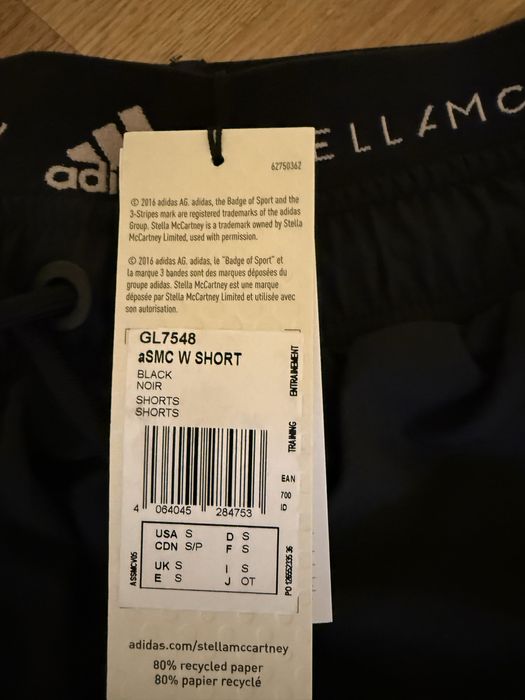 adi
ELLAMC
62750362
© 2016 adidas AG. adidas, the Badge of Sport and the
3-Stripes mark are registered trademarks of the adidas
Group. Stella McCartney is a trademark owned by Stella
McCartney Limited, used with permission.
© 2016 adidas AG. adidas, le "Badge of Sport" et
la marque 3 bandes sont des marques déposées du
groupe adidas. Stella McCartney est une marque
déposée par Stella McCartney Limited et utilisée avec
son autorisation.
GL7548
aSMC W SHORT
BLACK
NOIR
SHORTS
SHORTS
TRAINING ENTRAINEMENT
EAN
700
ID
4 064045 284753
USA S D S
CDN S/P F S
UK S I S
E S J OT
ASSMCV05
adidas.com/stellamccartney
80% recycled paper
80% papier recyclé